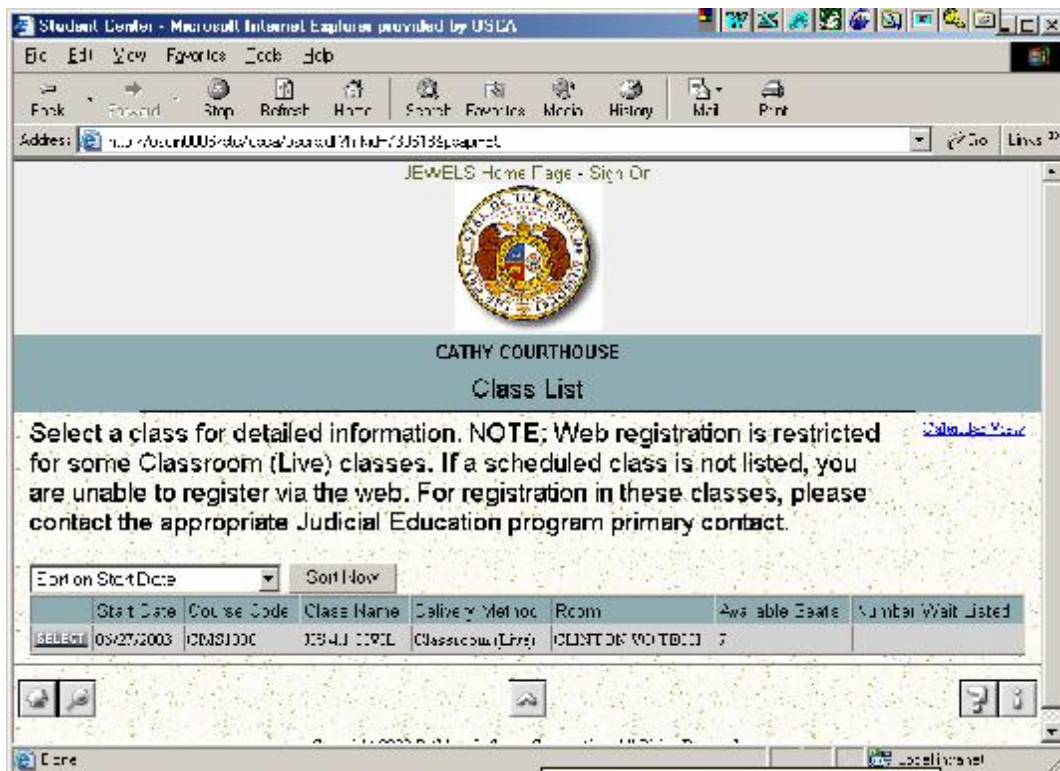 Student Center - Microsoft Internet Explorer provided by OSCA
File Edit View Favorites Tools Help
Back Forward Stop Refresh Home Search Favorites Media History Mail Print
Address Go Links »
JEWELS Home Page - Sign On
CATHY COURTHOUSE
Class List
Select a class for detailed information. NOTE: Web registration is restricted
for some Classroom (Live) classes. If a scheduled class is not listed, you
are unable to register via the web. For registration in these classes, please
contact the appropriate Judicial Education program primary contact.
Calendar View
Sort on Start Date Sort Now
Start Date Course Code Class Name Delivery Method Room Available Seats Number Wait Listed
SELECT Classroom (Live) 7
Done Local intranet